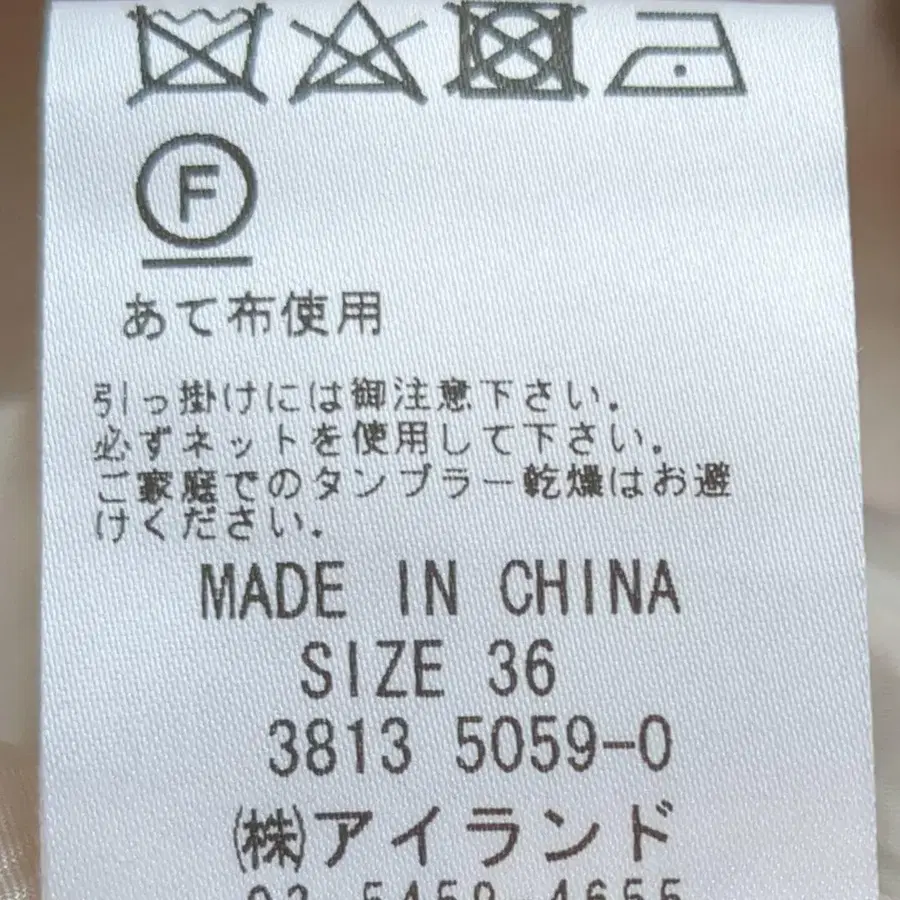 F
あて布使用
引っ掛けには御注意下さい.
必ずネットを使用して下さい.
ご家庭でのタンブラー乾燥はお避
けください.
MADE IN CHINA
SIZE 36
3813 5059-0
㈱アイランド
03 5459 4655